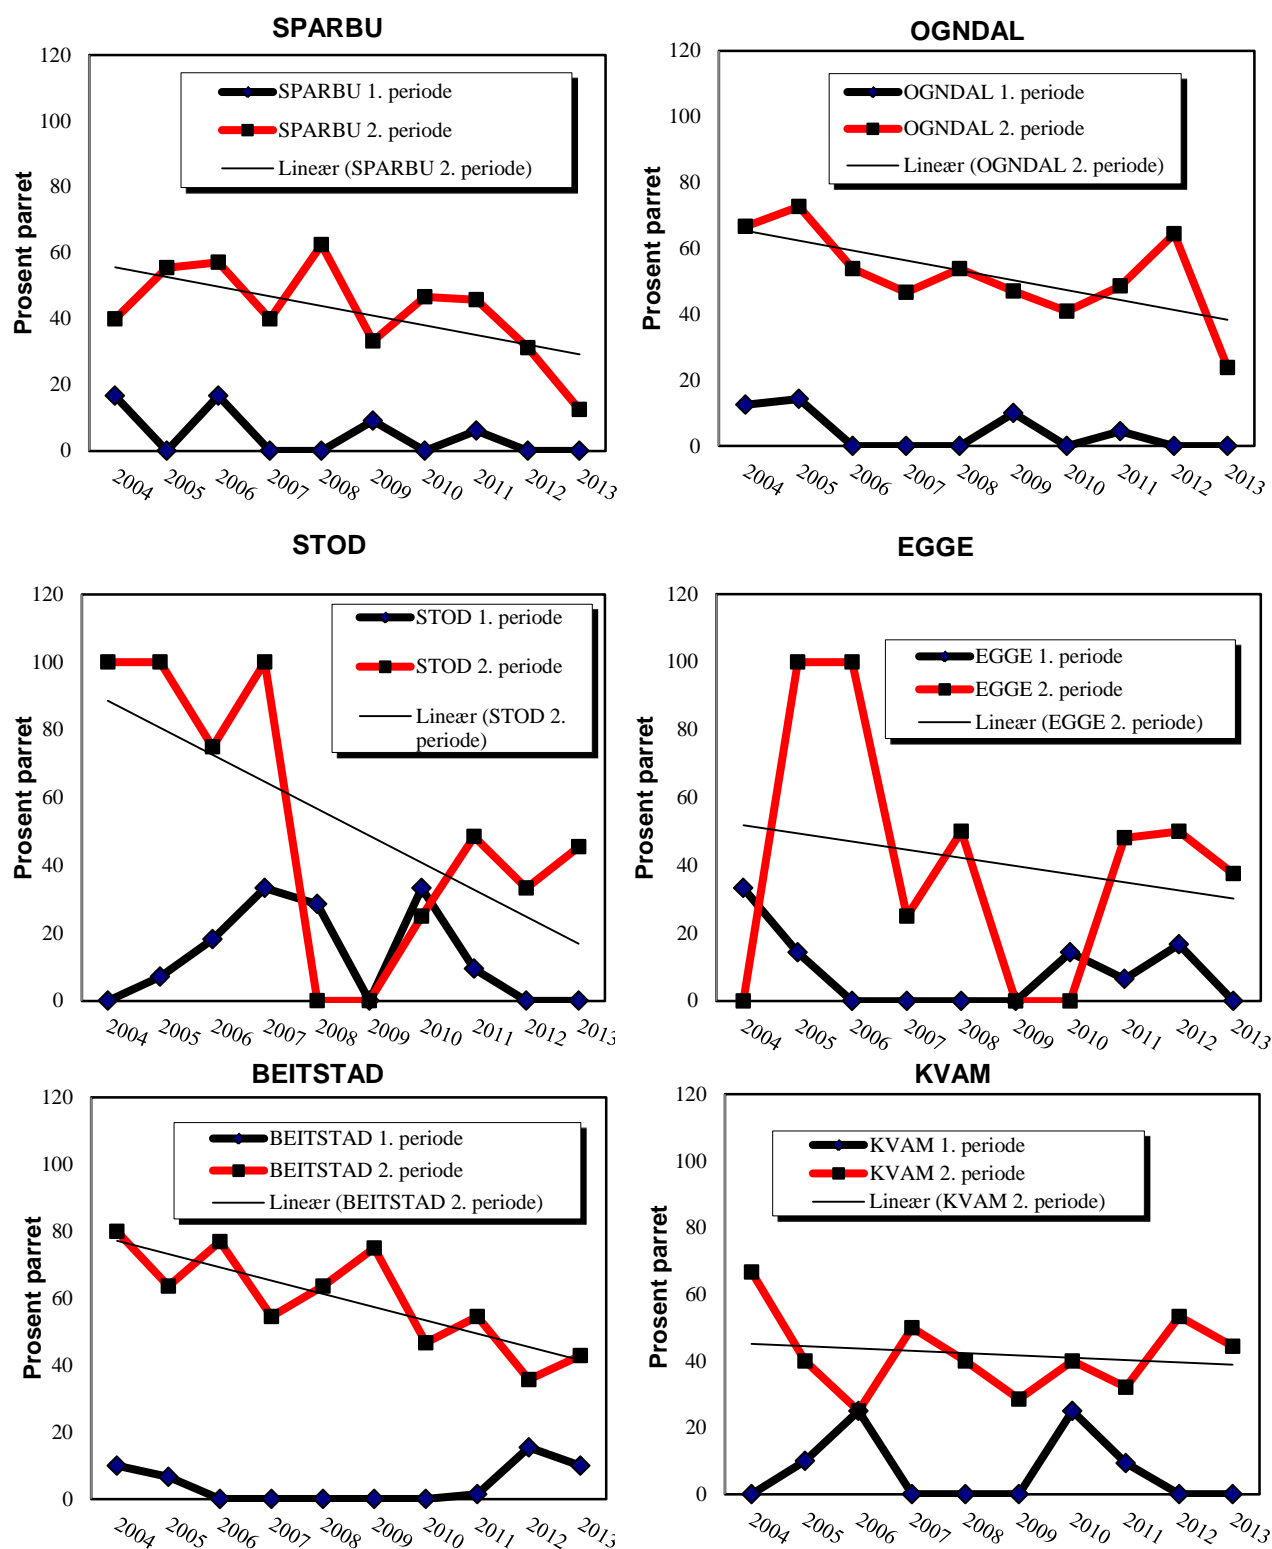 SPARBU
120
100
80
60
40
20
0
Prosent parret
SPARBU 1. periode
SPARBU 2. periode
Lineær (SPARBU 2. periode)
2004 2005 2006 2007 2008 2009 2010 2011 2012 2013
OGNDAL
120
100
80
60
40
20
0
Prosent parret
OGNDAL 1. periode
OGNDAL 2. periode
Lineær (OGNDAL 2. periode)
2004 2005 2006 2007 2008 2009 2010 2011 2012 2013
STOD
120
100
80
60
40
20
0
Prosent parret
STOD 1. periode
STOD 2. periode
Lineær (STOD 2.
periode)
2004 2005 2006 2007 2008 2009 2010 2011 2012 2013
EGGE
120
100
80
60
40
20
0
Prosent parret
EGGE 1. periode
EGGE 2. periode
Lineær (EGGE 2. periode)
2004 2005 2006 2007 2008 2009 2010 2011 2012 2013
BEITSTAD
120
100
80
60
40
20
0
Prosent parret
BEITSTAD 1. periode
BEITSTAD 2. periode
Lineær (BEITSTAD 2. periode)
2004 2005 2006 2007 2008 2009 2010 2011 2012 2013
KVAM
120
100
80
60
40
20
0
Prosent parret
KVAM 1. periode
KVAM 2. periode
Lineær (KVAM 2. periode)
2004 2005 2006 2007 2008 2009 2010 2011 2012 2013